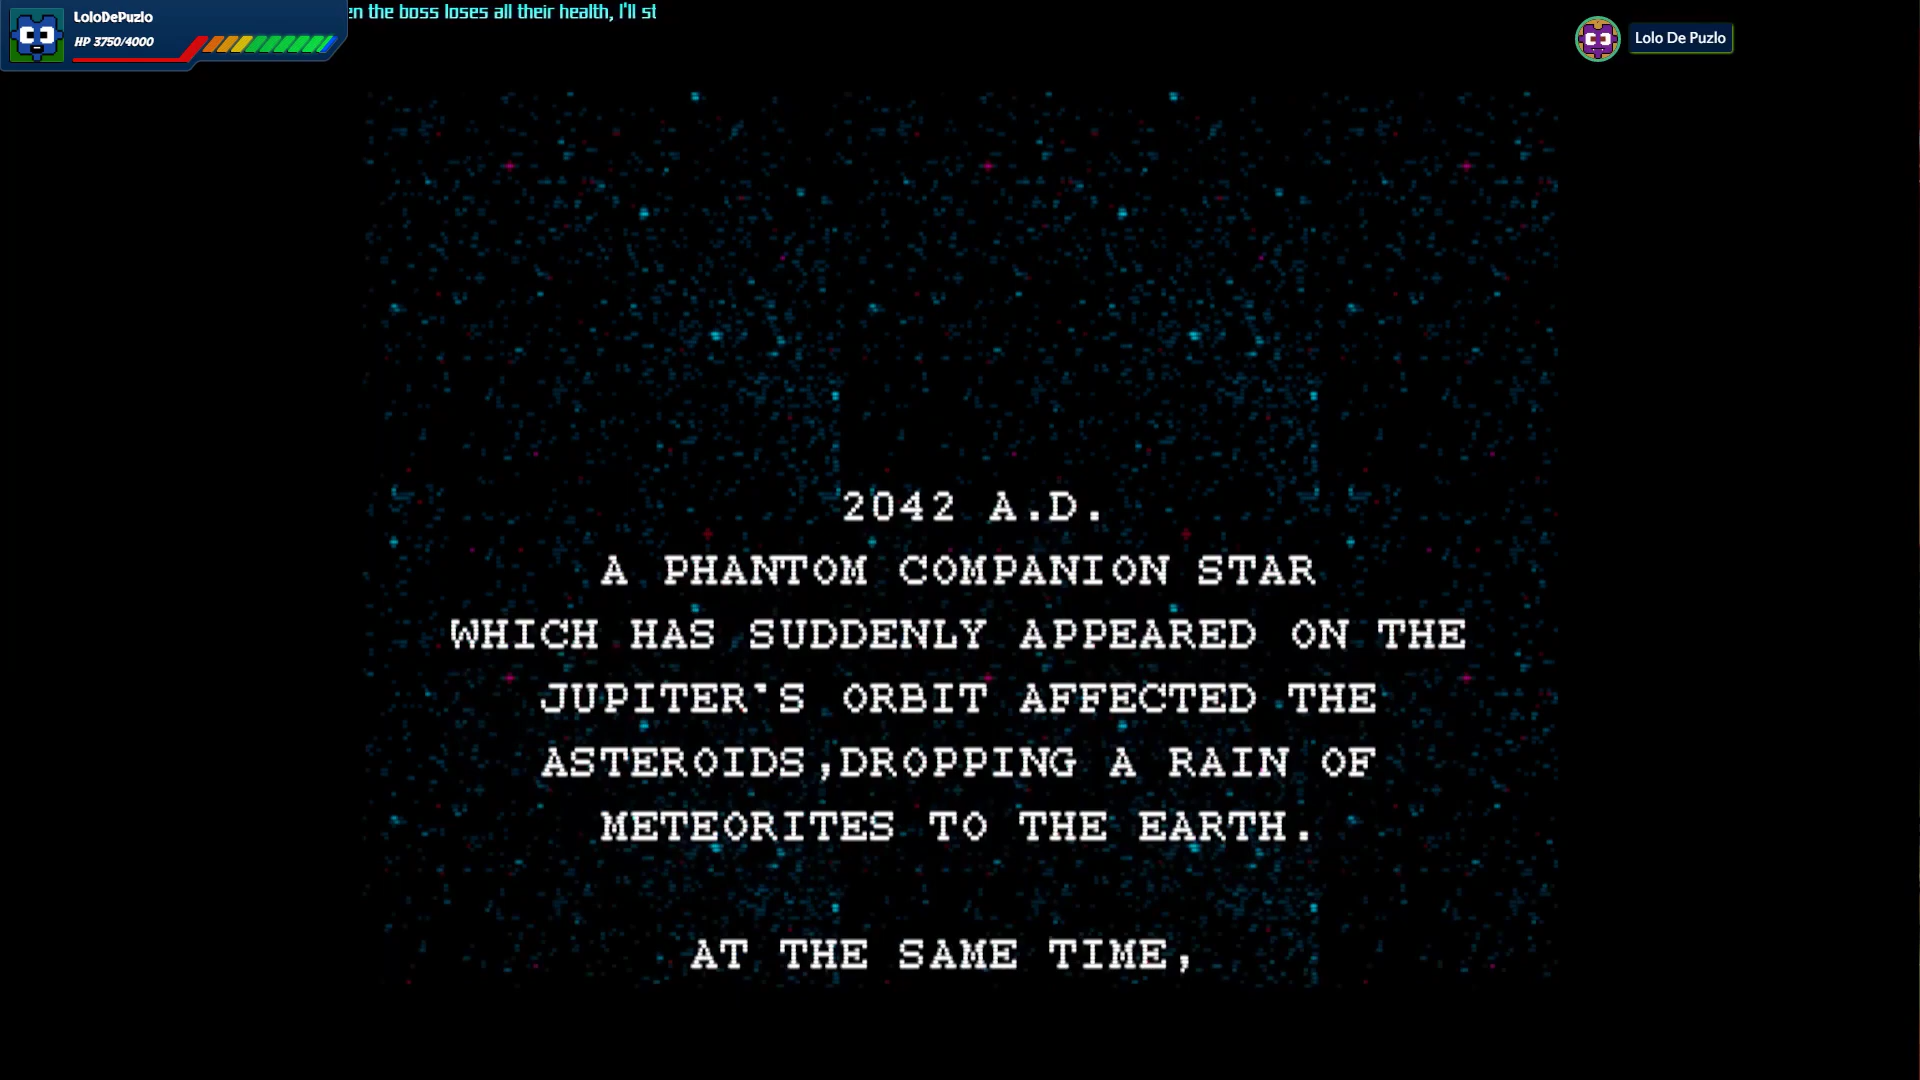 LoloDePuzlo
HP 3750/4000
the boss loses all their health, I'll
Lolo De Puzlo
2042 A.D.
A PHANTOM COMPANION STAR
WHICH HAS SUDDENLY APPEARED ON THE
JUPITER'S ORBIT AFFECTED THE
ASTEROIDS,DROPPING A RAIN OF
METEORITES TO THE EARTH.
AT THE SAME TIME,